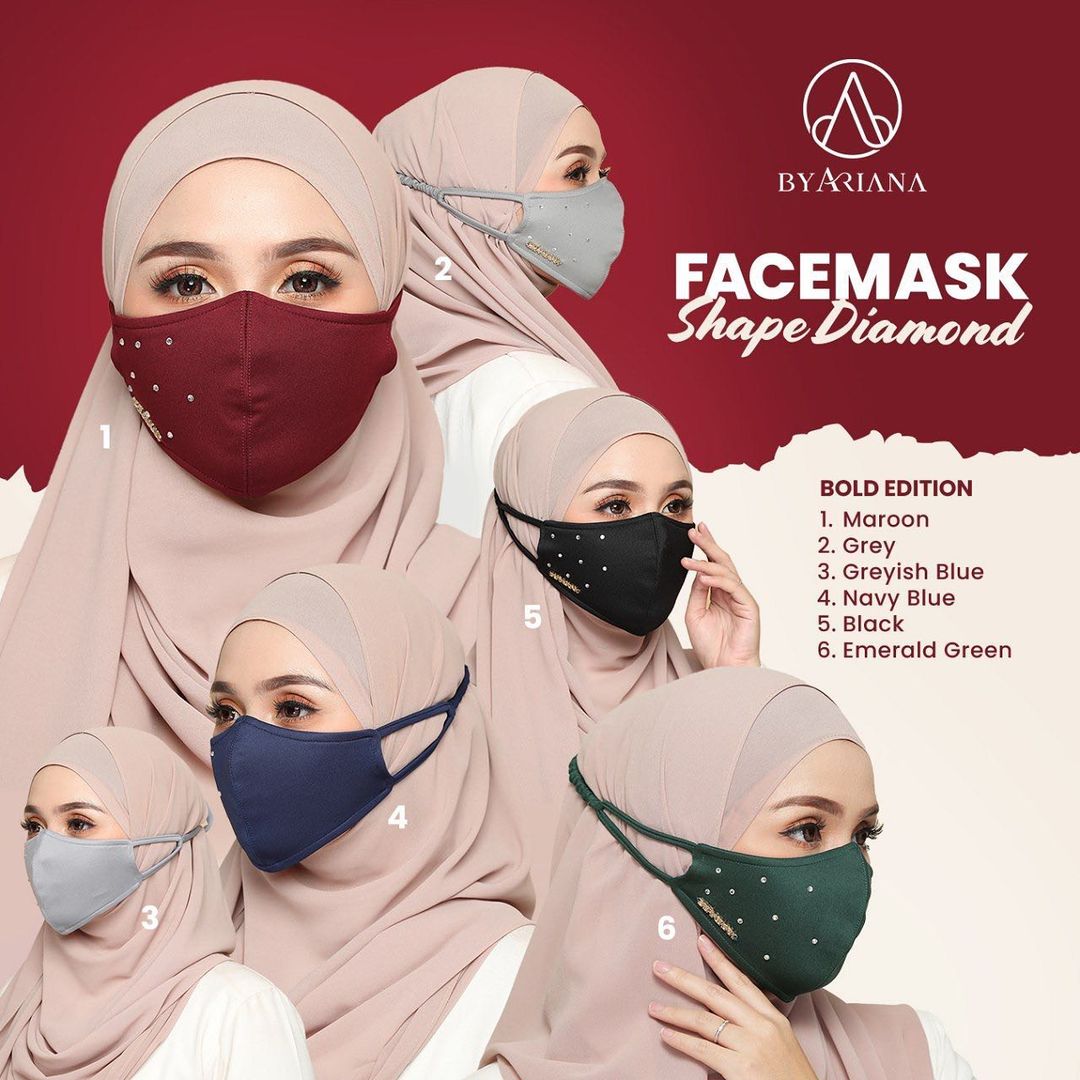 BYARIANA
FACEMASK
Shape Diamond
BOLD EDITION
1. Maroon
2. Grey
3. Greyish Blue
4. Navy Blue
5. Black
6. Emerald Green
1
2
5
4
3
6